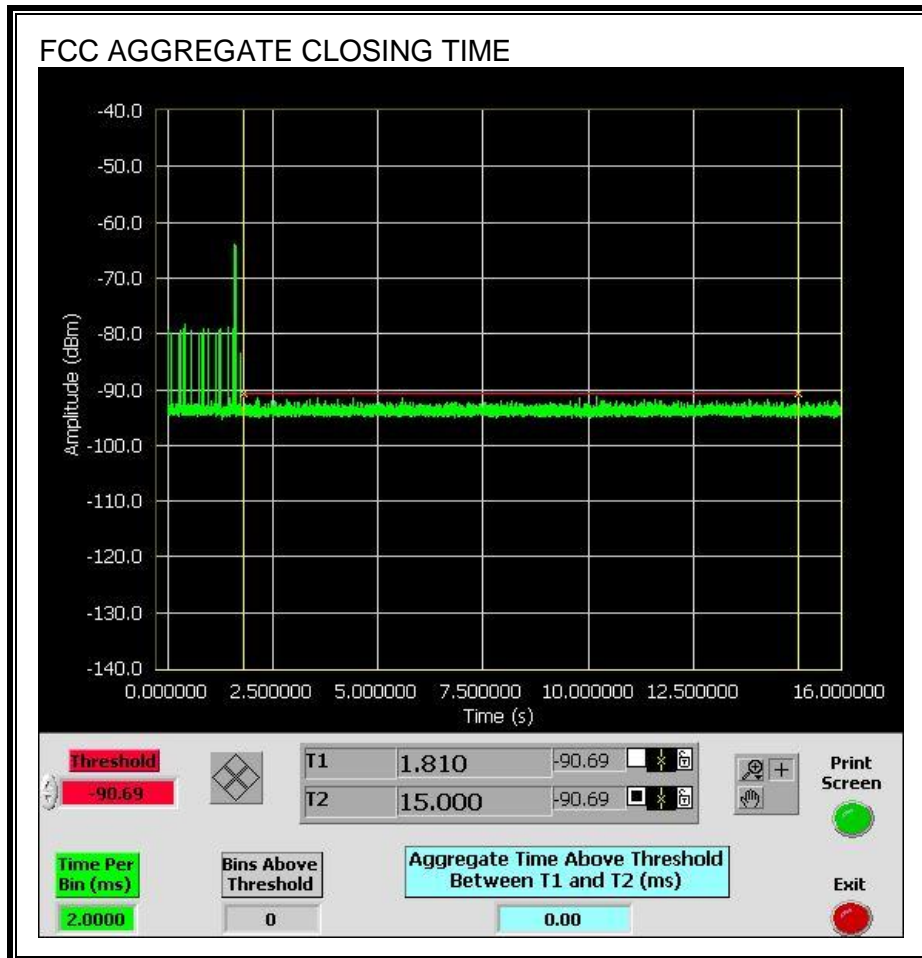 FCC AGGREGATE CLOSING TIME
-40.0
-50.0
-60.0
-70.0
-80.0
-90.0
-100.0
-110.0
-120.0
-130.0
-140.0
Amplitude (dBm)
0.000000 2.500000 5.000000 7.500000 10.000000 12.500000 16.000000
Time (s)
Threshold
-90.69
T1 1.810 -90.69
T2 15.000 -90.69
Print
Screen
Time Per
Bin (ms)
2.0000
Bins Above
Threshold
0
Aggregate Time Above Threshold
Between T1 and T2 (ms)
0.00
Exit